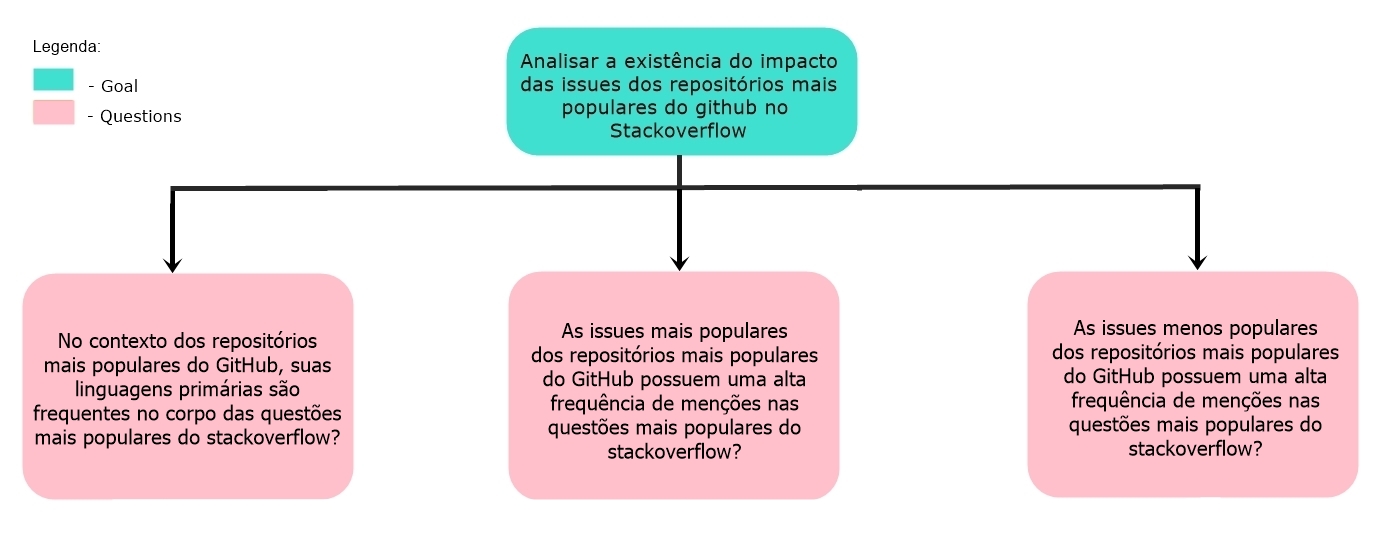 Legenda:
- Goal
- Questions
Analisar a existência do impacto
das issues dos repositórios mais
populares do github no
Stackoverflow
No contexto dos repositórios
mais populares do GitHub, suas
linguagens primárias são
frequentes no corpo das questões
mais populares do stackoverflow?
As issues mais populares
dos repositórios mais populares
do GitHub possuem uma alta
frequência de menções nas
questões mais populares do
stackoverflow?
As issues menos populares
dos repositórios mais populares
do GitHub possuem uma alta
frequência de menções nas
questões mais populares do
stackoverflow?